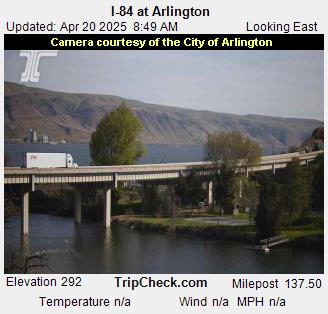 I-84 at Arlington
Updated: Apr 20 2025 8:49 AM Looking East
Camera courtesy of the City of Arlington
Elevation 292 TripCheck.com Milepost 137.50
Temperature n/a Wind n/a MPH n/a